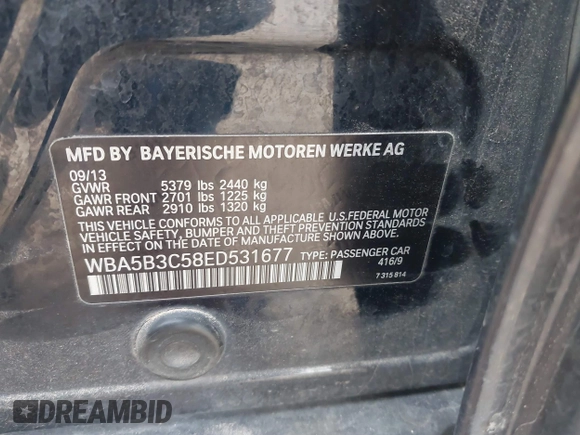 MFD BY BAYERISCHE MOTOREN WERKE AG
09/13
GVWR 5379 lbs 2440 kg
GAWR FRONT 2701 lbs 1225 kg
GAWR REAR 2910 lbs 1320 kg
THIS VEHICLE CONFORMS TO ALL APPLICABLE U.S.FEDERAL MOTOR
VEHICLE SAFETY, BUMPER AND THEFT PREVENTION STANDARDS
IN EFFECT ON THE DATE OF MANUFACTURE SHOWN ABOVE.
WBA5B3C58ED531677 TYPE: PASSENGER CAR
416/9
7 315 814
DREAMBID